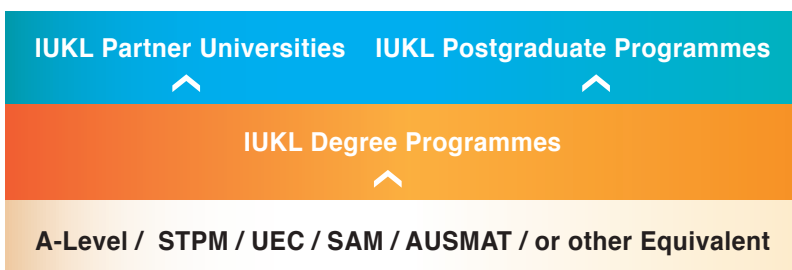 IUKL Partner Universities IUKL Postgraduate Programmes
IUKL Degree Programmes
A-Level / STPM / UEC / SAM / AUSMAT / or other Equivalent